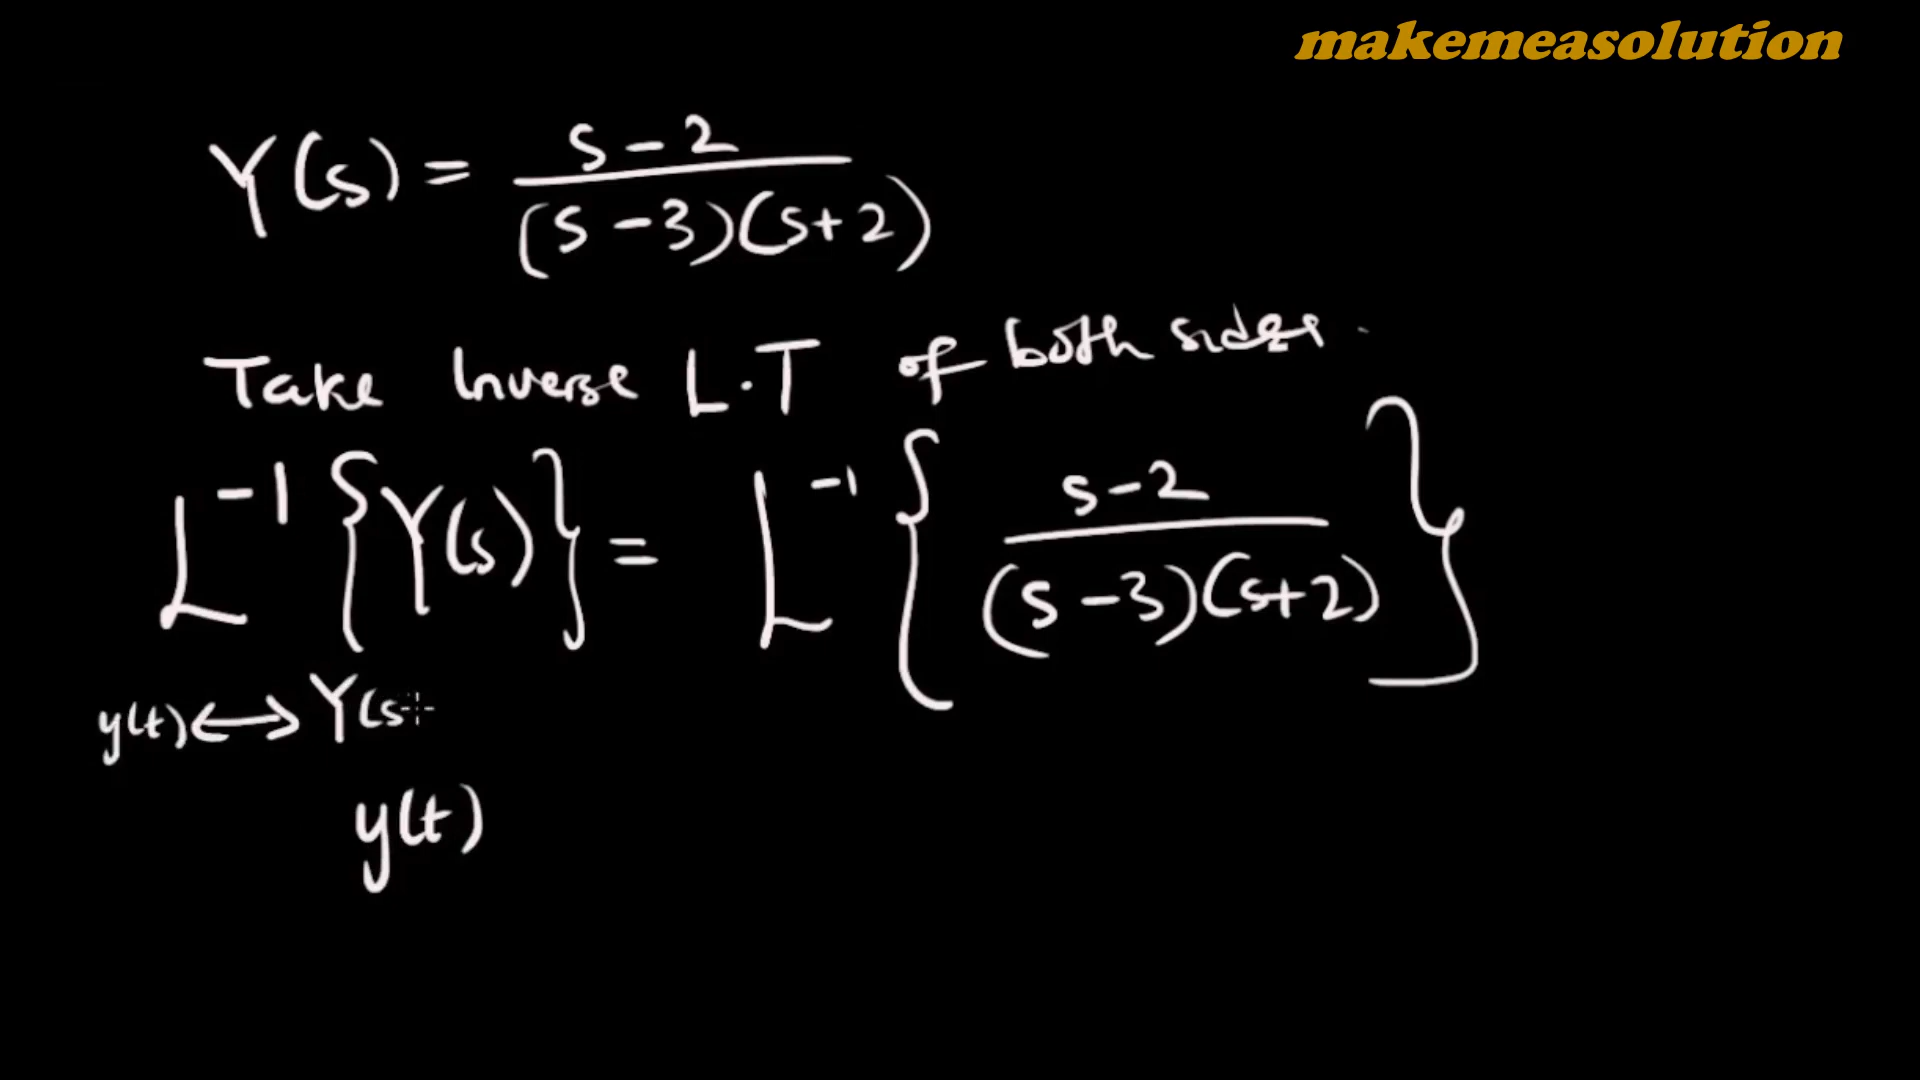 makemeasolution
Y(s) = s-2 / (s-3)(s+2)
Take Inverse L.T of both sides.
L⁻¹{Y(s)} = L⁻¹{ s-2 / (s-3)(s+2) }
y(t) ↔ Y(s
y(t)